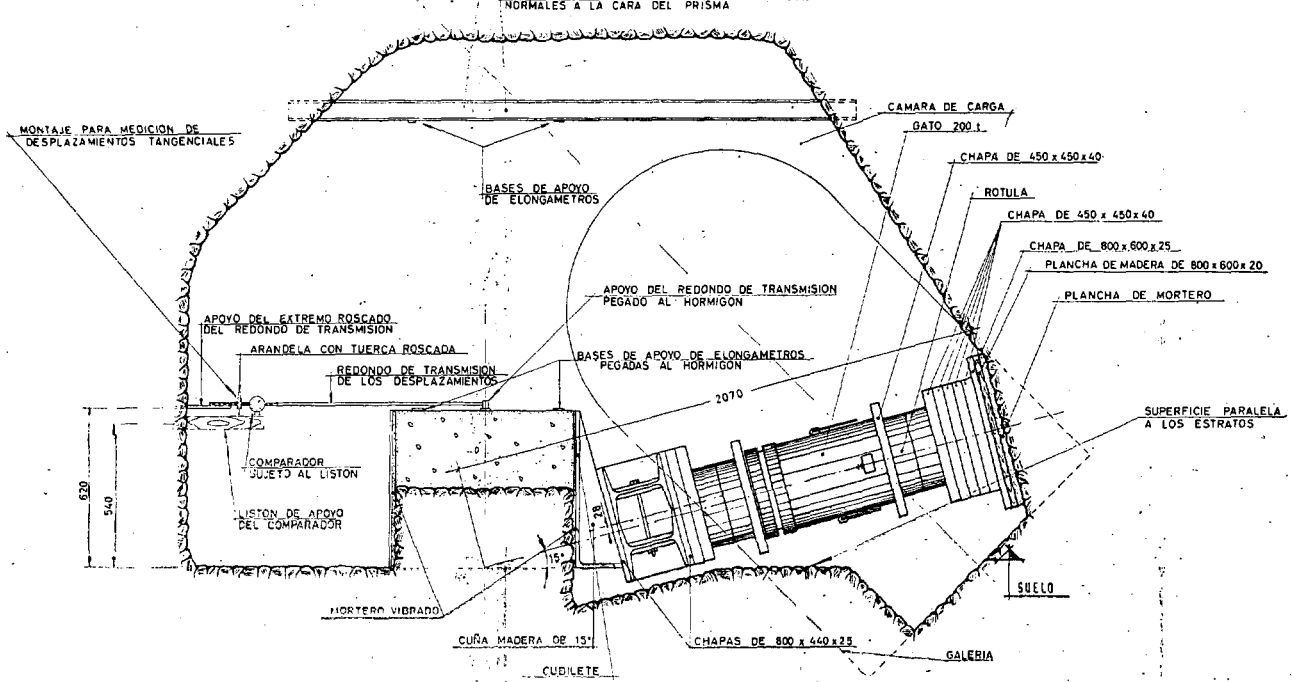 NORMALES A LA CARA DEL PRISMA
CAMARA DE CARGA
GATO 200 t
MONTAJE PARA MEDICION DE
DESPLAZAMIENTOS TANGENCIALES
CHAPA DE 450 x 450 x 40
BASES DE APOYO
DE ELONGAMETROS
ROTULA
CHAPA DE 450 x 450 x 40
CHAPA DE 800 x 600 x 25
PLANCHA DE MADERA DE 800 x 600 x 20
PLANCHA DE MORTERO
APOYO DEL REDONDO DE TRANSMISION
PEGADO AL HORMIGON
APOYO DEL EXTREMO ROSCADO
DEL REDONDO DE TRANSMISION
ARANDELA CON TUERCA ROSCADA
BASES DE APOYO DE ELONGAMETROS
PEGADAS AL HORMIGON
REDONDO DE TRANSMISION
DE LOS DESPLAZAMIENTOS
2070
SUPERFICIE PARALELA
A LOS ESTRATOS
COMPARADOR
SUJETO AL LISTON
620
540
LISTON DE APOYO
DEL COMPARADOR
28
15°
SUELO
MORTERO VIBRADO
CUÑA MADERA DE 15°
CHAPAS DE 800 x 440 x 25
GALERIA
CUBILETE